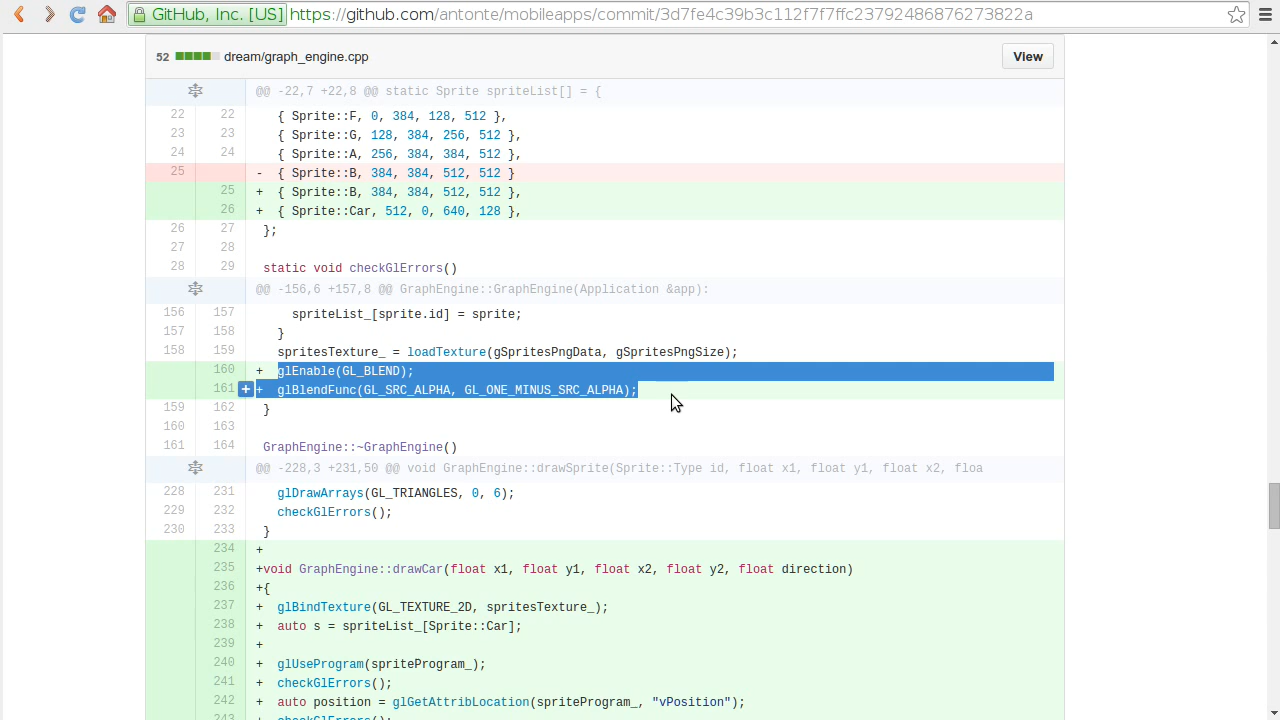 GitHub, Inc. [US] https://github.com/antonte/mobileapps/commit/3d7fe4c39b3c112f7f7ffc23792486876273822a
52 dream/graph_engine.cpp View
@@ -22,7 +22,8 @@ static Sprite spriteList[] = {
22 22 { Sprite::F, 0, 384, 128, 512 },
23 23 { Sprite::G, 128, 384, 256, 512 },
24 24 { Sprite::A, 256, 384, 384, 512 },
25 - { Sprite::B, 384, 384, 512, 512 }
25 + { Sprite::B, 384, 384, 512, 512 },
26 + { Sprite::Car, 512, 0, 640, 128 },
26 27 };
27 28
28 29 static void checkGlErrors()
@@ -156,6 +157,8 @@ GraphEngine::GraphEngine(Application &app):
156 157 spriteList_[sprite.id] = sprite;
157 158 }
158 159 spritesTexture_ = loadTexture(gSpritesPngData, gSpritesPngSize);
160 + glEnable(GL_BLEND);
161 + glBlendFunc(GL_SRC_ALPHA, GL_ONE_MINUS_SRC_ALPHA);
159 162 }
160 163
161 164 GraphEngine::~GraphEngine()
@@ -228,3 +231,50 @@ void GraphEngine::drawSprite(Sprite::Type id, float x1, float y1, float x2, floa
228 231 glDrawArrays(GL_TRIANGLES, 0, 6);
229 232 checkGlErrors();
230 233 }
234 +
235 +void GraphEngine::drawCar(float x1, float y1, float x2, float y2, float direction)
236 +{
237 + glBindTexture(GL_TEXTURE_2D, spritesTexture_);
238 + auto s = spriteList_[Sprite::Car];
239 +
240 + glUseProgram(spriteProgram_);
241 + checkGlErrors();
242 + auto position = glGetAttribLocation(spriteProgram_, "vPosition");
243 + checkGlErrors();